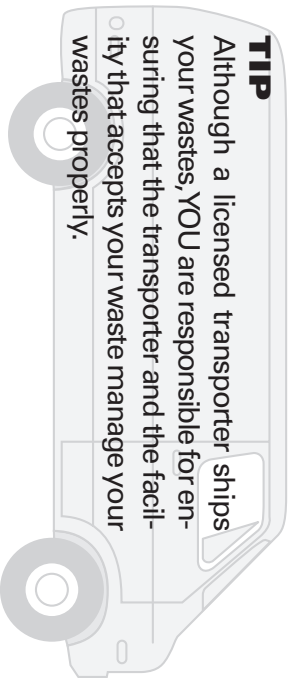 TIP
Although a licensed transporter ships
your wastes, YOU are responsible for en-
suring that the transporter and the facil-
ity that accepts your waste manage your
wastes properly.